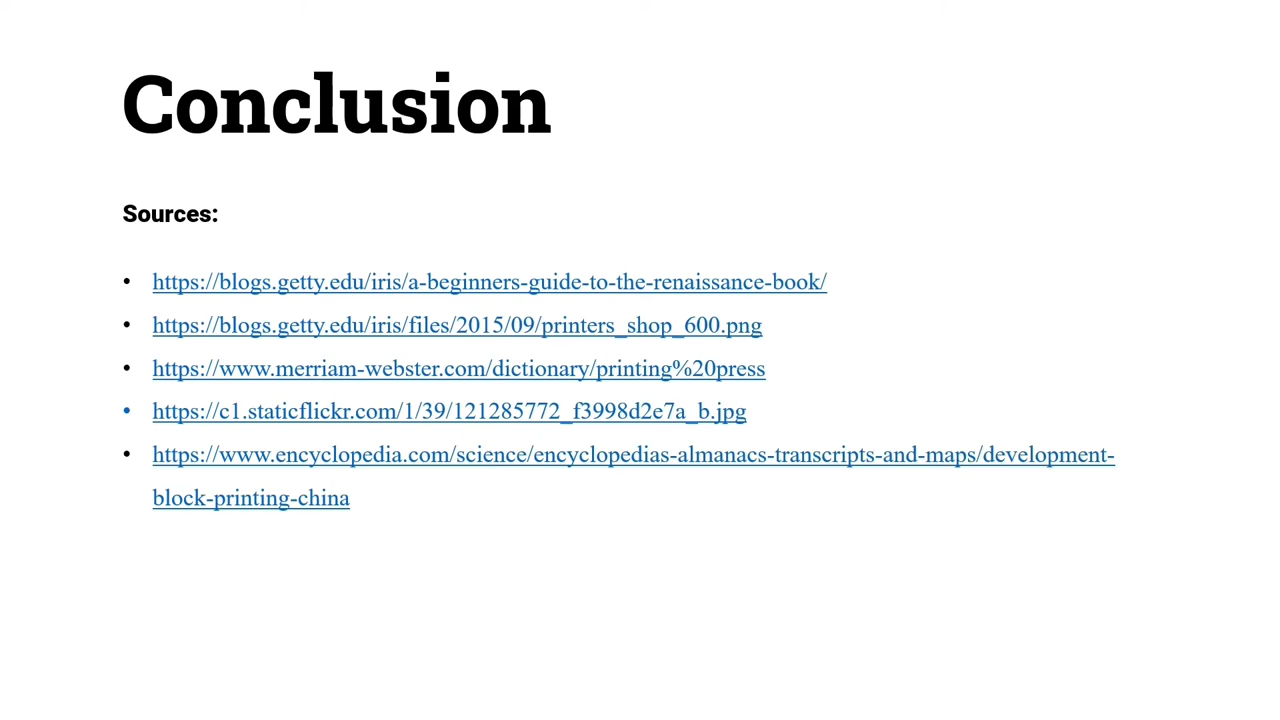 Conclusion
Sources:
• https://blogs.getty.edu/iris/a-beginners-guide-to-the-renaissance-book/
• https://blogs.getty.edu/iris/files/2015/09/printers_shop_600.png
• https://www.merriam-webster.com/dictionary/printing%20press
• https://c1.staticflickr.com/1/39/121285772_f3998d2e7a_b.jpg
• https://www.encyclopedia.com/science/encyclopedias-almanacs-transcripts-and-maps/development-
block-printing-china